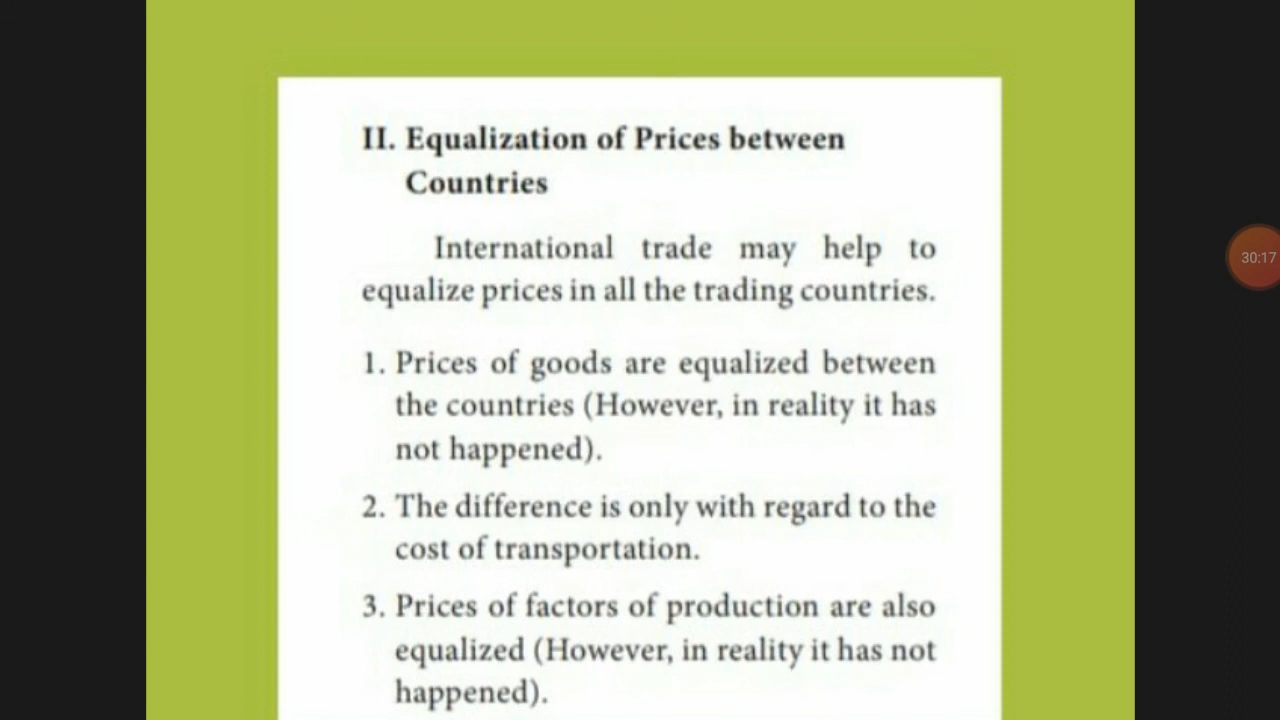 II. Equalization of Prices between
Countries
International trade may help to
equalize prices in all the trading countries.
1. Prices of goods are equalized between
the countries (However, in reality it has
not happened).
2. The difference is only with regard to the
cost of transportation.
3. Prices of factors of production are also
equalized (However, in reality it has not
happened).
30:17